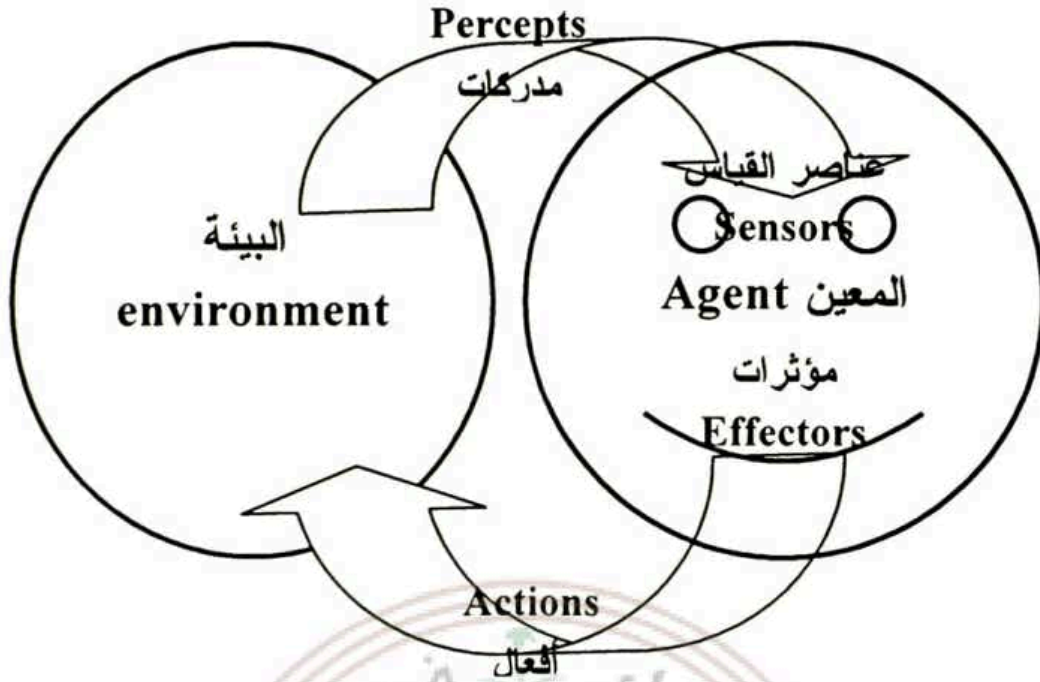 Percepts
مدركات
البيئة
environment
عناصر القياس
Sensors
Agent المعين
مؤثرات
Effectors
Actions
أفعال